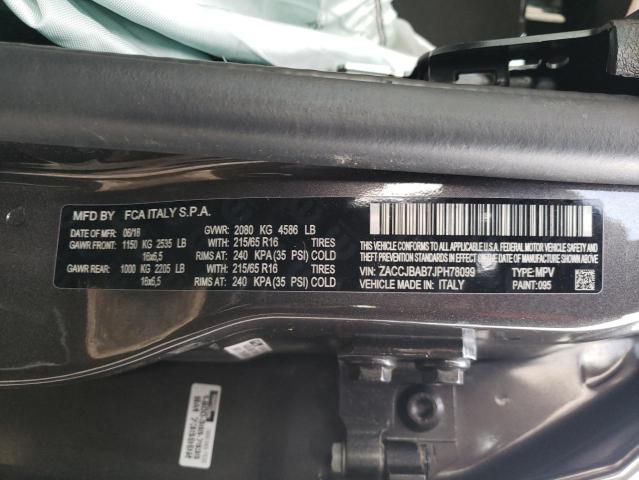 MFD BY FCA ITALY S.P.A.
DATE OF MFR: 06/18 GVWR: 2080 KG 4586 LB
GAWR FRONT: 1150 KG 2535 LB WITH: 215/65 R16 TIRES
16x6,5 RIMS AT: 240 KPA(35 PSI) COLD
GAWR REAR: 1000 KG 2205 LB WITH: 215/65 R16 TIRES
16x6,5 RIMS AT: 240 KPA(35 PSI) COLD
THIS VEHICLE CONFORMS TO ALL APPLICABLE U.S.A. FEDERAL MOTOR VEHICLE SAFETY, BUMPER, AND
THEFT PREVENTION STANDARDS IN EFFECT ON THE DATE OF MANUFACTURE SHOWN ABOVE
VIN: ZACCJBAB7JPH78099 TYPE: MPV
VEHICLE MADE IN: ITALY PAINT: 095